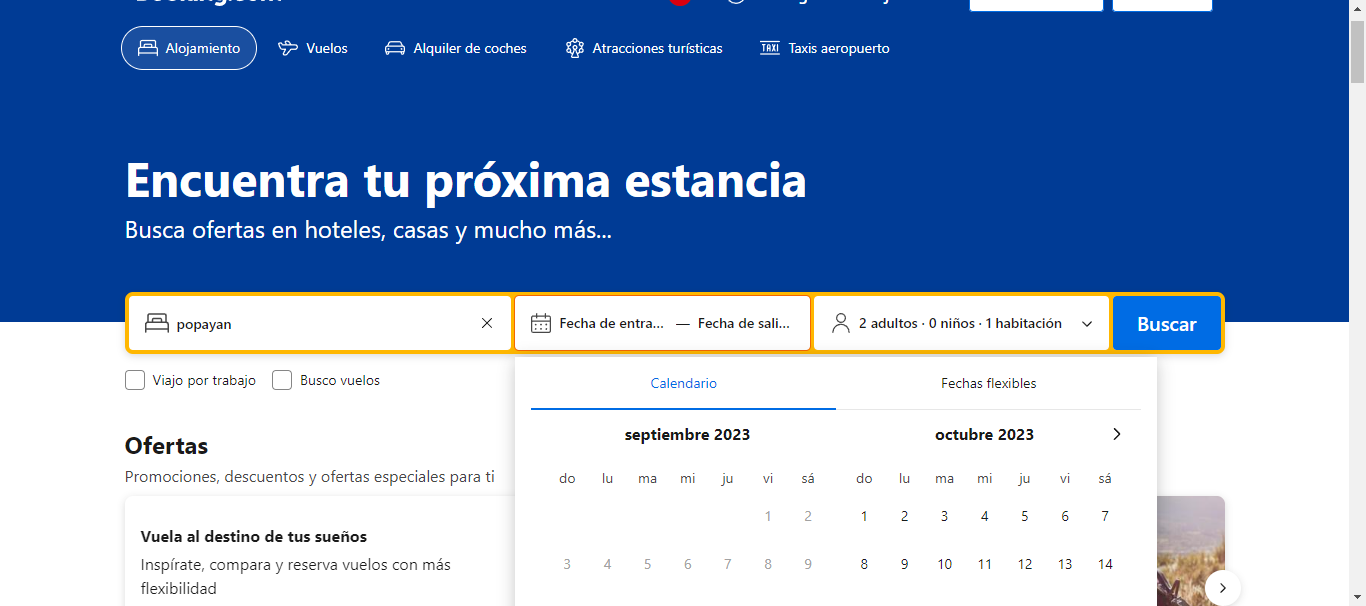 Alojamiento Vuelos Alquiler de coches Atracciones turísticas TAXI Taxis aeropuerto
Encuentra tu próxima estancia
Busca ofertas en hoteles, casas y mucho más...
popayan Fecha de entra... — Fecha de sali... 2 adultos · 0 niños · 1 habitación Buscar
Viajo por trabajo Busco vuelos
Calendario Fechas flexibles
Ofertas
Promociones, descuentos y ofertas especiales para ti
Vuela al destino de tus sueños
Inspírate, compara y reserva vuelos con más
flexibilidad
septiembre 2023 octubre 2023
do lu ma mi ju vi sá do lu ma mi ju vi sá
1 2 1 2 3 4 5 6 7
3 4 5 6 7 8 9 8 9 10 11 12 13 14